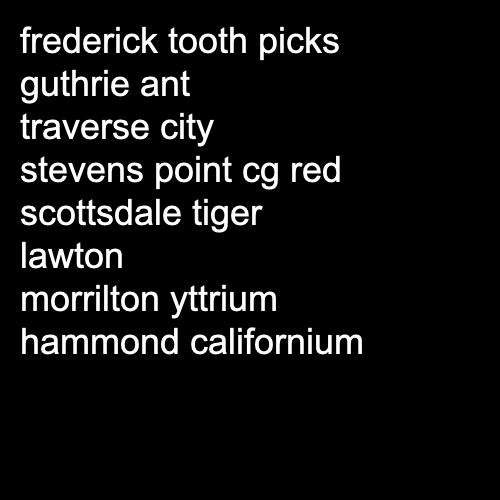 frederick tooth picks
guthrie ant
traverse city
stevens point cg red
scottsdale tiger
lawton
morrilton yttrium
hammond californium